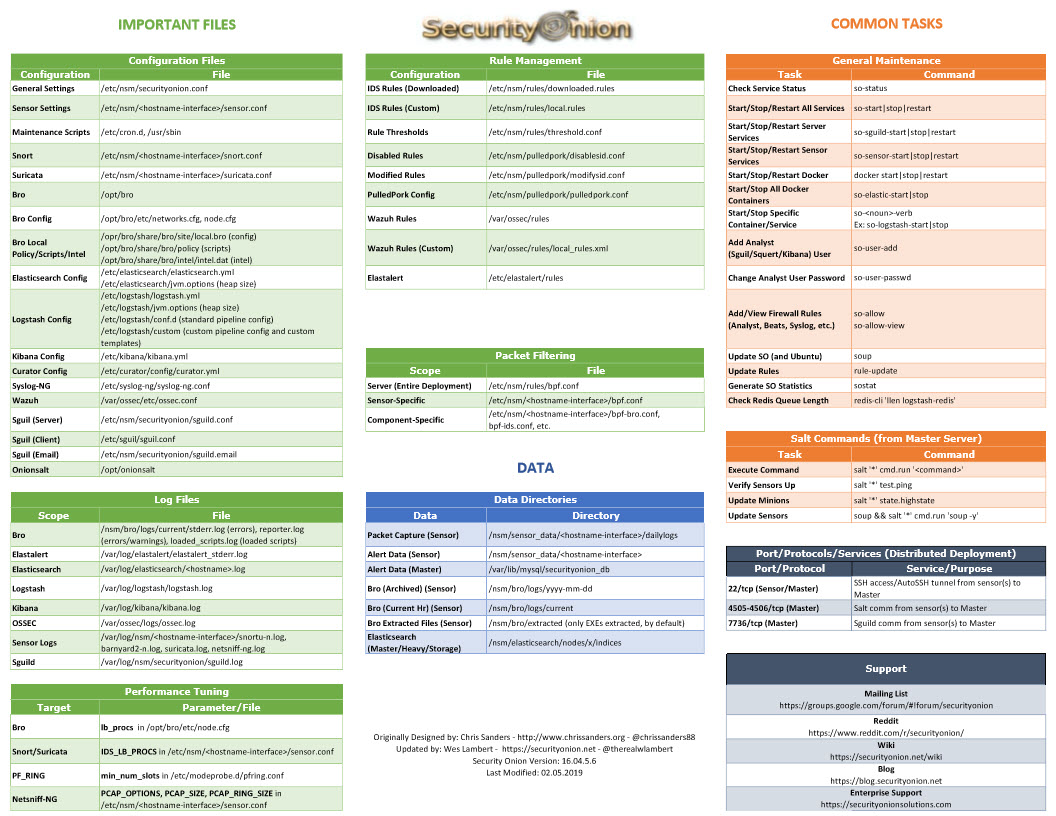 IMPORTANT FILES
Configuration Files
Configuration File
General Settings /etc/nsm/securityonion.conf
Sensor Settings /etc/nsm/<hostname-interface>/sensor.conf
Maintenance Scripts /etc/cron.d, /usr/sbin
Snort /etc/nsm/<hostname-interface>/snort.conf
Suricata /etc/nsm/<hostname-interface>/suricata.conf
Bro /opt/bro
Bro Config /opt/bro/etc/networks.cfg, node.cfg
Bro Local
Policy/Scripts/Intel
/opr/bro/share/bro/site/local.bro (config)
/opt/bro/share/bro/policy (scripts)
/opt/bro/share/bro/intel/intel.dat (intel)
Elasticsearch Config
/etc/elasticsearch/elasticsearch.yml
/etc/elasticsearch/jvm.options (heap size)
Logstash Config
/etc/logstash/logstash.yml
/etc/logstash/jvm.options (heap size)
/etc/logstash/conf.d (standard pipeline config)
/etc/logstash/custom (custom pipeline config and custom
templates)
Kibana Config /etc/kibana/kibana.yml
Curator Config /etc/curator/config/curator.yml
Syslog-NG /etc/syslog-ng/syslog-ng.conf
Wazuh /var/ossec/etc/ossec.conf
Sguil (Server) /etc/nsm/securityonion/sguild.conf
Sguil (Client) /etc/sguil/sguil.conf
Sguil (Email) /etc/nsm/securityonion/sguild.email
Onionsalt /opt/onionsalt
Log Files
Scope File
Bro
/nsm/bro/logs/current/stderr.log (errors), reporter.log
(errors/warnings), loaded_scripts.log (loaded scripts)
Elastalert /var/log/elastalert/elastalert_stderr.log
Elasticsearch /var/log/elasticsearch/<hostname>.log
Logstash /var/log/logstash/logstash.log
Kibana /var/log/kibana/kibana.log
OSSEC /var/ossec/logs/ossec.log
Sensor Logs
/var/log/nsm/<hostname-interface>/snortu-n.log,
barnyard2-n.log, suricata.log, netsniff-ng.log
Sguild /var/log/nsm/securityonion/sguild.log
Performance Tuning
Target Parameter/File
Bro lb_procs in /opt/bro/etc/node.cfg
Snort/Suricata IDS_LB_PROCS in /etc/nsm/<hostname-interface>/sensor.conf
PF_RING min_num_slots in /etc/modeprobe.d/pfring.conf
Netsniff-NG
PCAP_OPTIONS, PCAP_SIZE, PCAP_RING_SIZE in
/etc/nsm/<hostname-interface>/sensor.conf
SecurityOnion
Rule Management
Configuration File
IDS Rules (Downloaded) /etc/nsm/rules/downloaded.rules
IDS Rules (Custom) /etc/nsm/rules/local.rules
Rule Thresholds /etc/nsm/rules/threshold.conf
Disabled Rules /etc/nsm/pulledpork/disablesid.conf
Modified Rules /etc/nsm/pulledpork/modifysid.conf
PulledPork Config /etc/nsm/pulledpork/pulledpork.conf
Wazuh Rules /var/ossec/rules
Wazuh Rules (Custom) /var/ossec/rules/local_rules.xml
Elastalert /etc/elastalert/rules
Packet Filtering
Scope File
Server (Entire Deployment) /etc/nsm/rules/bpf.conf
Sensor-Specific /etc/nsm/<hostname-interface>/bpf.conf
Component-Specific
/etc/nsm/<hostname-interface>/bpf-bro.conf,
bpf-ids.conf, etc.
DATA
Data Directories
Data Directory
Packet Capture (Sensor) /nsm/sensor_data/<hostname-interface>/dailylogs
Alert Data (Sensor) /nsm/sensor_data/<hostname-interface>
Alert Data (Master) /var/lib/mysql/securityonion_db
Bro (Archived) (Sensor) /nsm/bro/logs/yyyy-mm-dd
Bro (Current Hr) (Sensor) /nsm/bro/logs/current
Bro Extracted Files (Sensor) /nsm/bro/extracted (only EXEs extracted, by default)
Elasticsearch
(Master/Heavy/Storage)
/nsm/elasticsearch/nodes/x/indices
Originally Designed by: Chris Sanders - http://www.chrissanders.org - @chrissanders88
Updated by: Wes Lambert - https://securityonion.net - @therealwlambert
Security Onion Version: 16.04.5.6
Last Modified: 02.05.2019
COMMON TASKS
General Maintenance
Task Command
Check Service Status so-status
Start/Stop/Restart All Services so-start|stop|restart
Start/Stop/Restart Server
Services
so-sguild-start|stop|restart
Start/Stop/Restart Sensor
Services
so-sensor-start|stop|restart
Start/Stop/Restart Docker docker start|stop|restart
Start/Stop All Docker
Containers
so-elastic-start|stop
Start/Stop Specific
Container/Service
so-<noun>-verb
Ex: so-logstash-start|stop
Add Analyst
(Sguil/Squert/Kibana) User
so-user-add
Change Analyst User Password so-user-passwd
Add/View Firewall Rules
(Analyst, Beats, Syslog, etc.)
so-allow
so-allow-view
Update SO (and Ubuntu) soup
Update Rules rule-update
Generate SO Statistics sostat
Check Redis Queue Length redis-cli 'llen logstash-redis'
Salt Commands (from Master Server)
Task Command
Execute Command salt '*' cmd.run '<command>'
Verify Sensors Up salt '*' test.ping
Update Minions salt '*' state.highstate
Update Sensors soup && salt '*' cmd.run 'soup -y'
Port/Protocols/Services (Distributed Deployment)
Port/Protocol Service/Purpose
22/tcp (Sensor/Master)
SSH access/AutoSSH tunnel from sensor(s) to
Master
4505-4506/tcp (Master) Salt comm from sensor(s) to Master
7736/tcp (Master) Sguild comm from sensor(s) to Master
Support
Mailing List
https://groups.google.com/forum/#!forum/securityonion
Reddit
https://www.reddit.com/r/securityonion/
Wiki
https://securityonion.net/wiki
Blog
https://blog.securityonion.net
Enterprise Support
https://securityonionsolutions.com